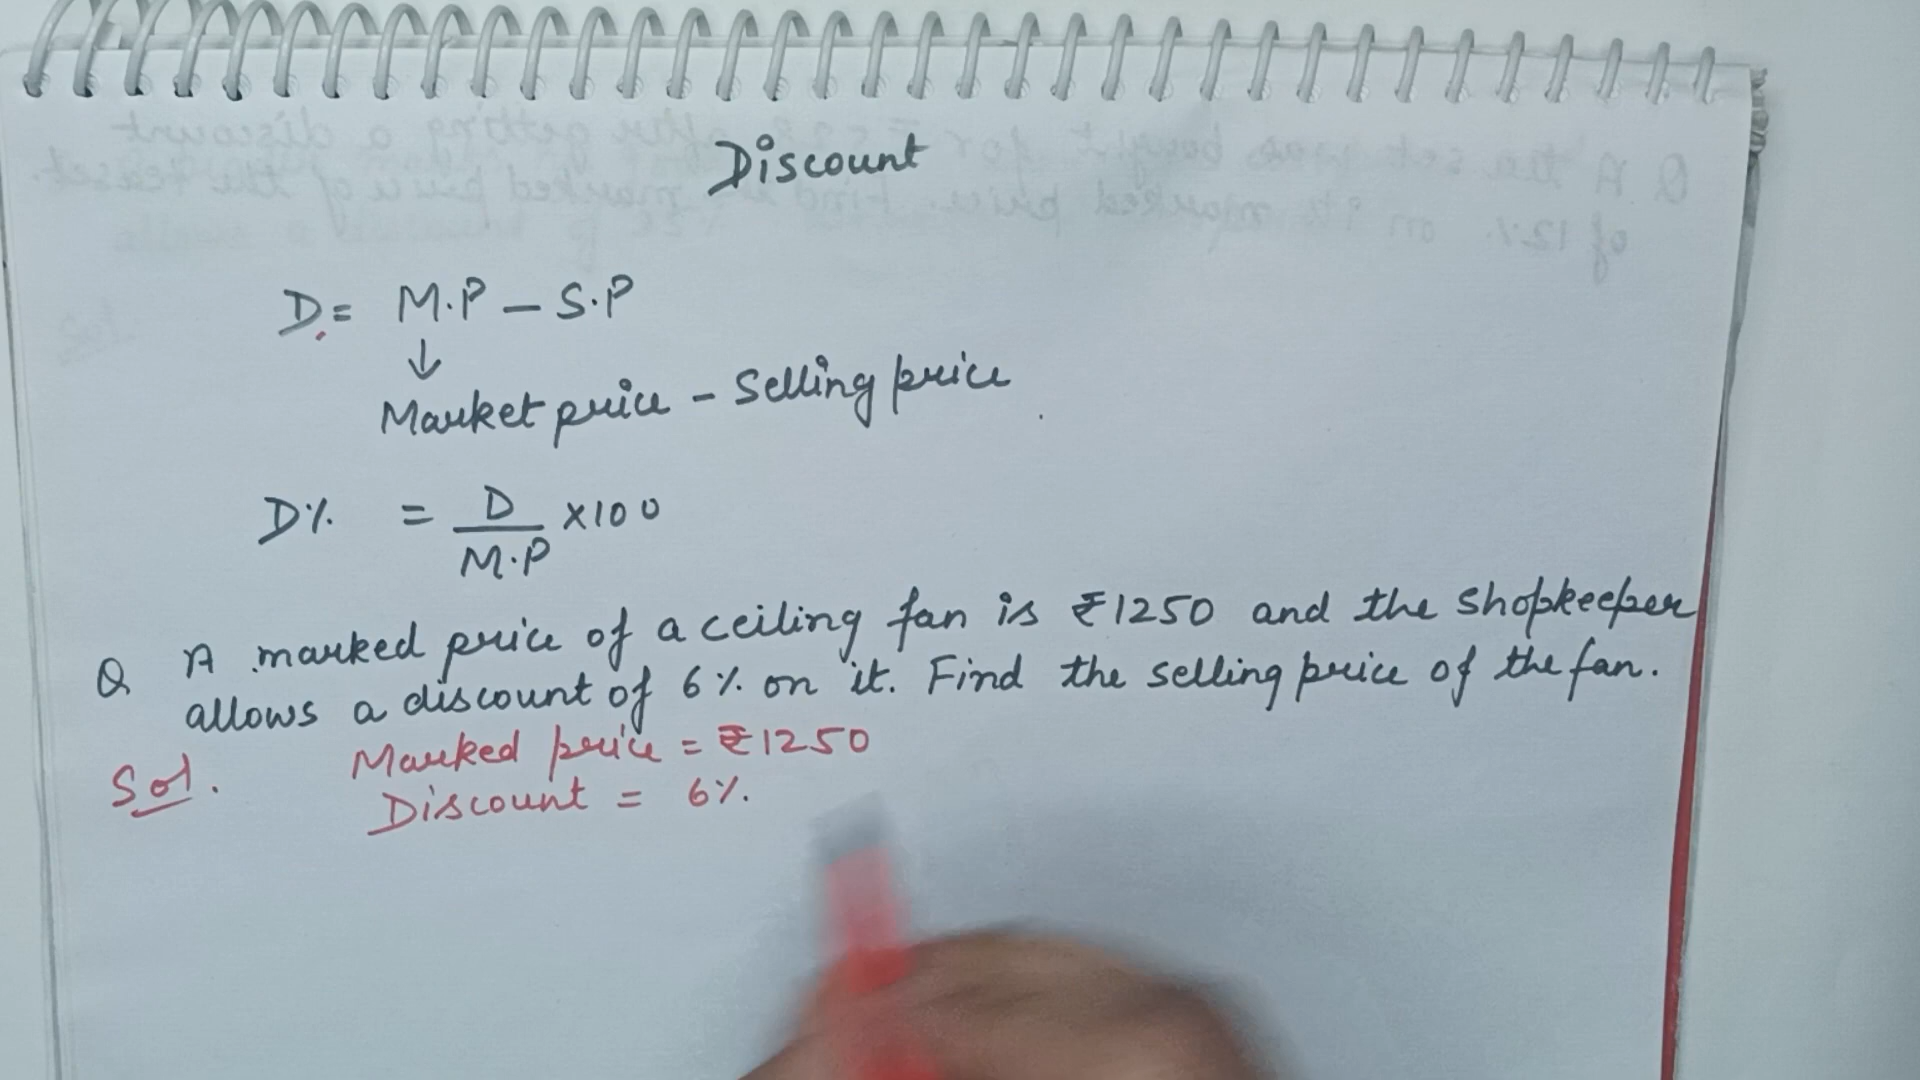 Discount
D = M.P - S.P
↓
Market price - Selling price
D% = D/M.P ×100
Q A marked price of a ceiling fan is ₹1250 and the shopkeeper
allows a discount of 6% on it. Find the selling price of the fan.
Sol. Marked price = ₹1250
Discount = 6%.